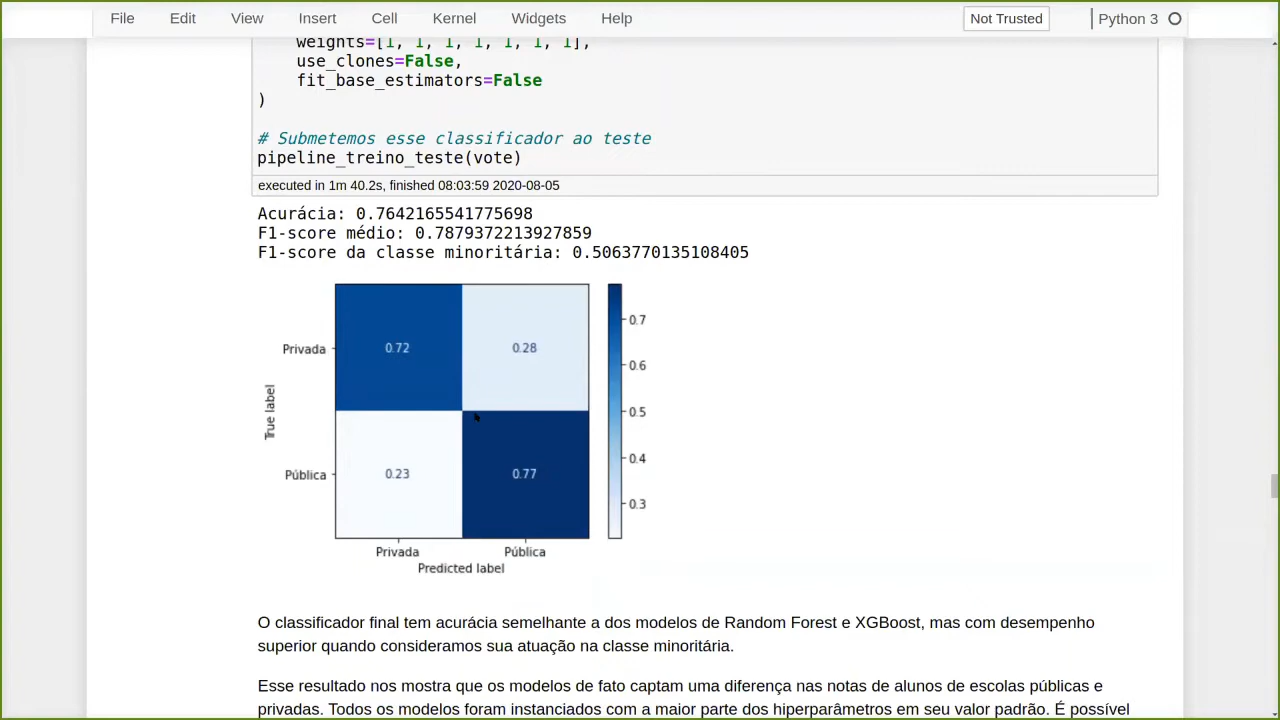 File Edit View Insert Cell Kernel Widgets Help Not Trusted Python 3
weights=[1, 1, 1, 1, 1, 1, 1],
use_clones=False,
fit_base_estimators=False
)
# Submetemos esse classificador ao teste
pipeline_treino_teste(vote)
executed in 1m 40.2s, finished 08:03:59 2020-08-05
Acurácia: 0.7642165541775698
F1-score médio: 0.7879372213927859
F1-score da classe minoritária: 0.5063770135108405
Privada
0.72
0.28
0.7
0.6
0.5
0.4
0.3
True label
Pública
0.23
0.77
Privada Pública
Predicted label
O classificador final tem acurácia semelhante a dos modelos de Random Forest e XGBoost, mas com desempenho
superior quando consideramos sua atuação na classe minoritária.
Esse resultado nos mostra que os modelos de fato captam uma diferença nas notas de alunos de escolas públicas e
privadas. Todos os modelos foram instanciados com a maior parte dos hiperparâmetros em seu valor padrão. É possível